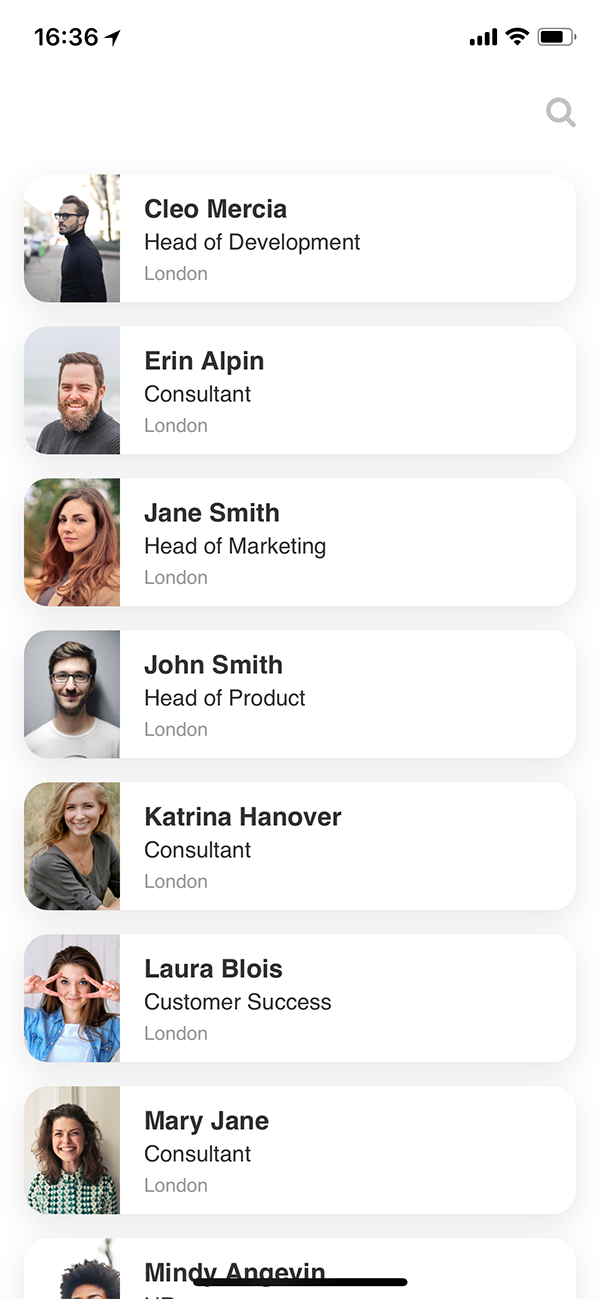 16:36
Cleo Mercia
Head of Development
London
Erin Alpin
Consultant
London
Jane Smith
Head of Marketing
London
John Smith
Head of Product
London
Katrina Hanover
Consultant
London
Laura Blois
Customer Success
London
Mary Jane
Consultant
London
Mindy Angevin